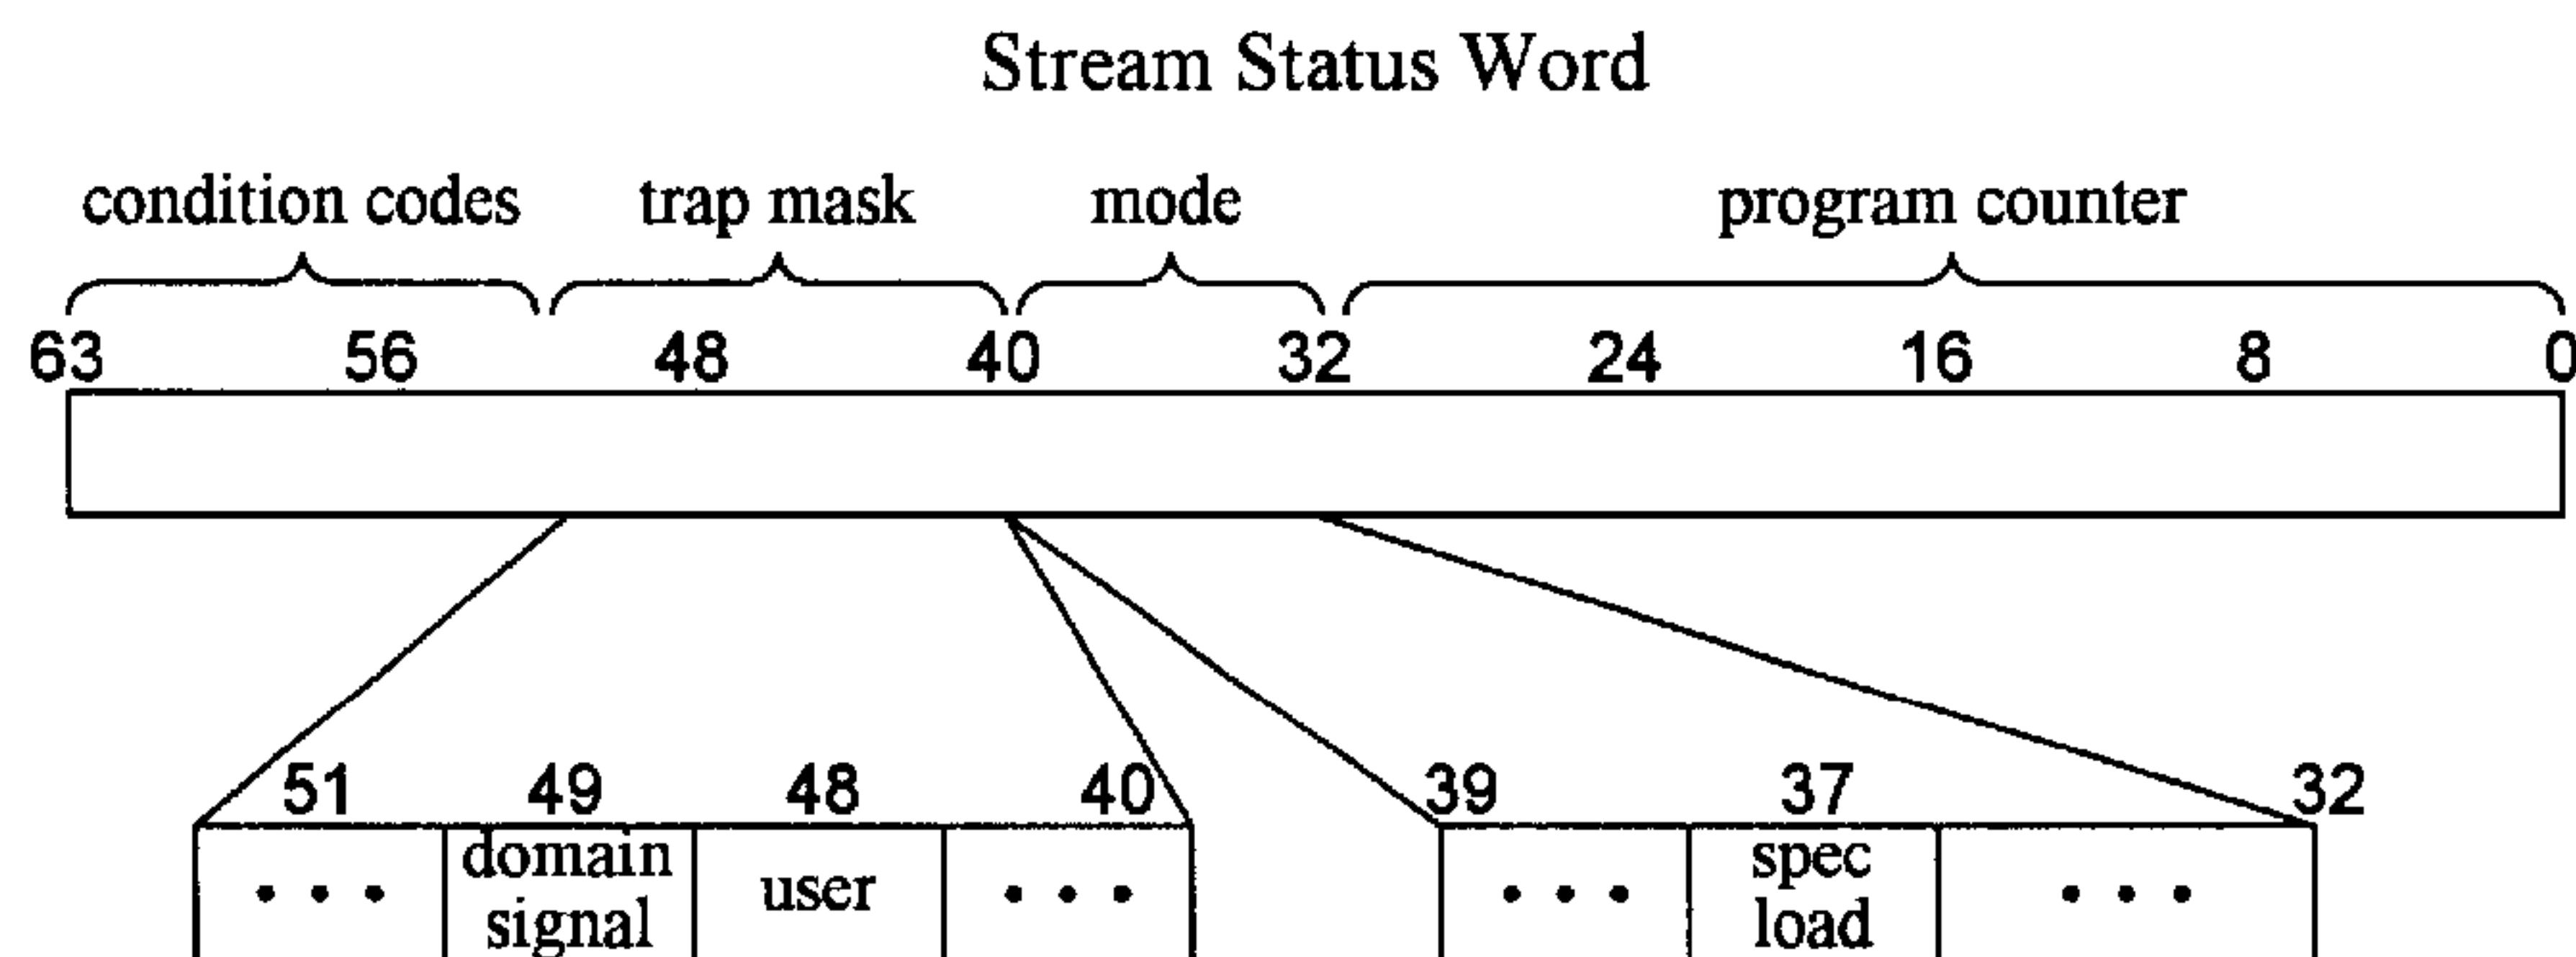 Stream Status Word
condition codes trap mask mode program counter
63 56 48 40 32 24 16 8 0
51 49 48 40 39 37 32
domain signal user spec load